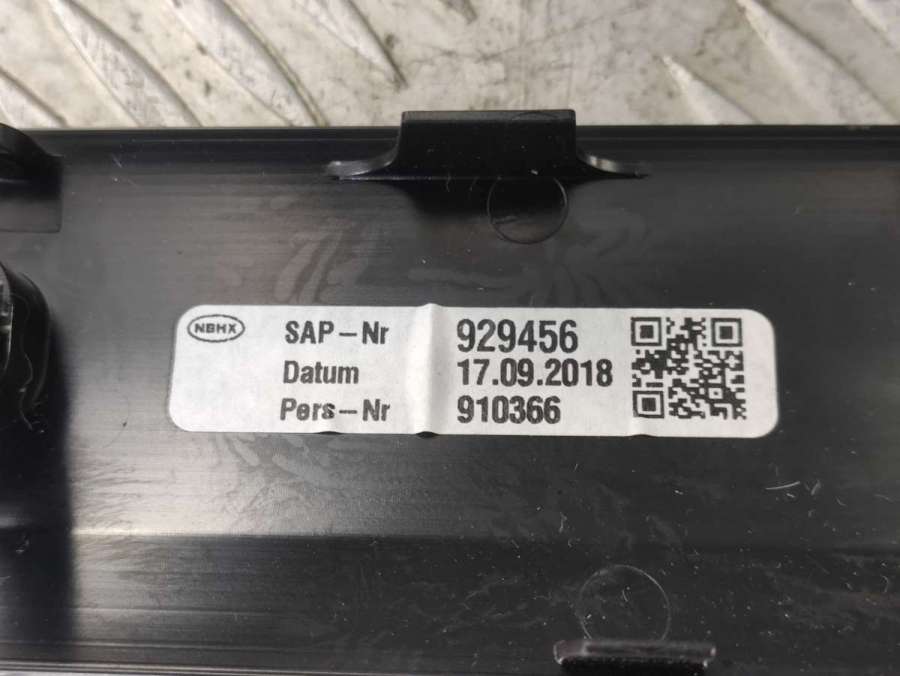 NBHX SAP-Nr 929456
Datum 17.09.2018
Pers-Nr 910366